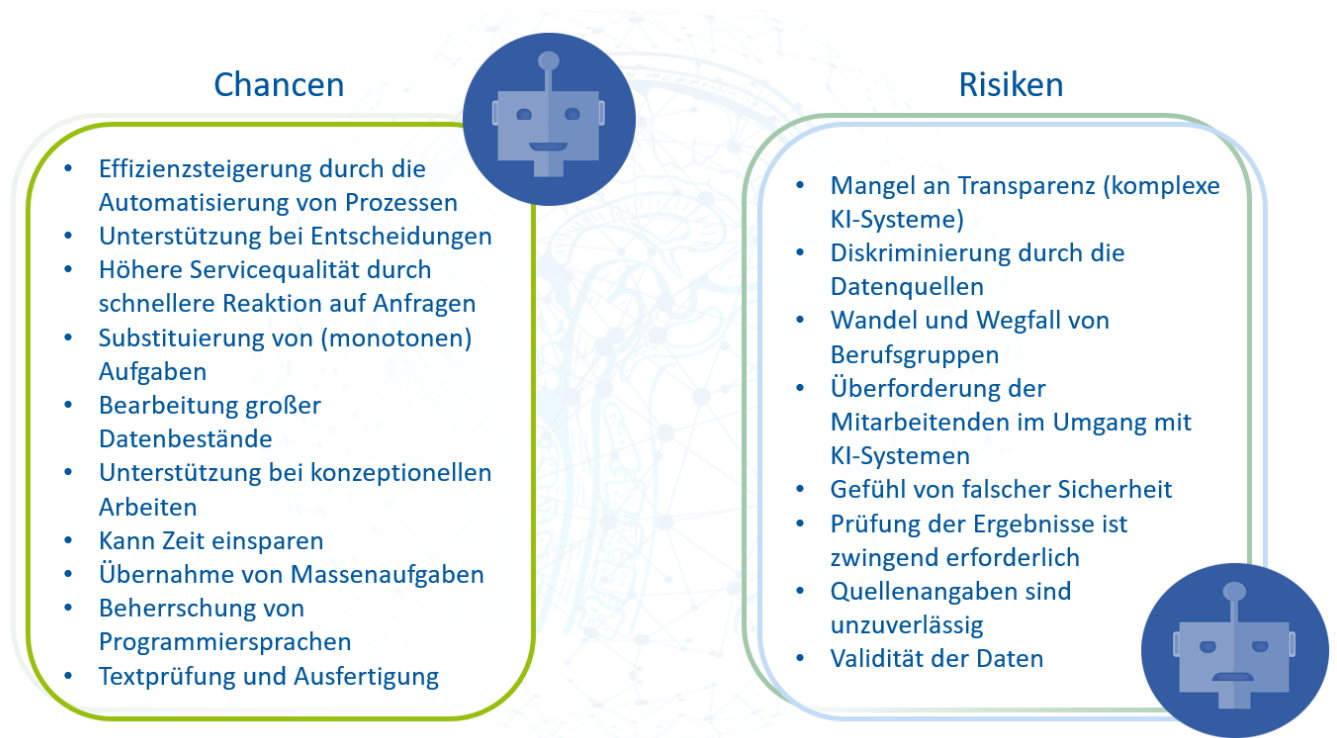 Chancen
• Effizienzsteigerung durch die
Automatisierung von Prozessen
• Unterstützung bei Entscheidungen
• Höhere Servicequalität durch
schnellere Reaktion auf Anfragen
• Substituierung von (monotonen)
Aufgaben
• Bearbeitung großer
Datenbestände
• Unterstützung bei konzeptionellen
Arbeiten
• Kann Zeit einsparen
• Übernahme von Massenaufgaben
• Beherrschung von
Programmiersprachen
• Textprüfung und Ausfertigung
Risiken
• Mangel an Transparenz (komplexe
KI-Systeme)
• Diskriminierung durch die
Datenquellen
• Wandel und Wegfall von
Berufsgruppen
• Überforderung der
Mitarbeitenden im Umgang mit
KI-Systemen
• Gefühl von falscher Sicherheit
• Prüfung der Ergebnisse ist
zwingend erforderlich
• Quellenangaben sind
unzuverlässig
• Validität der Daten